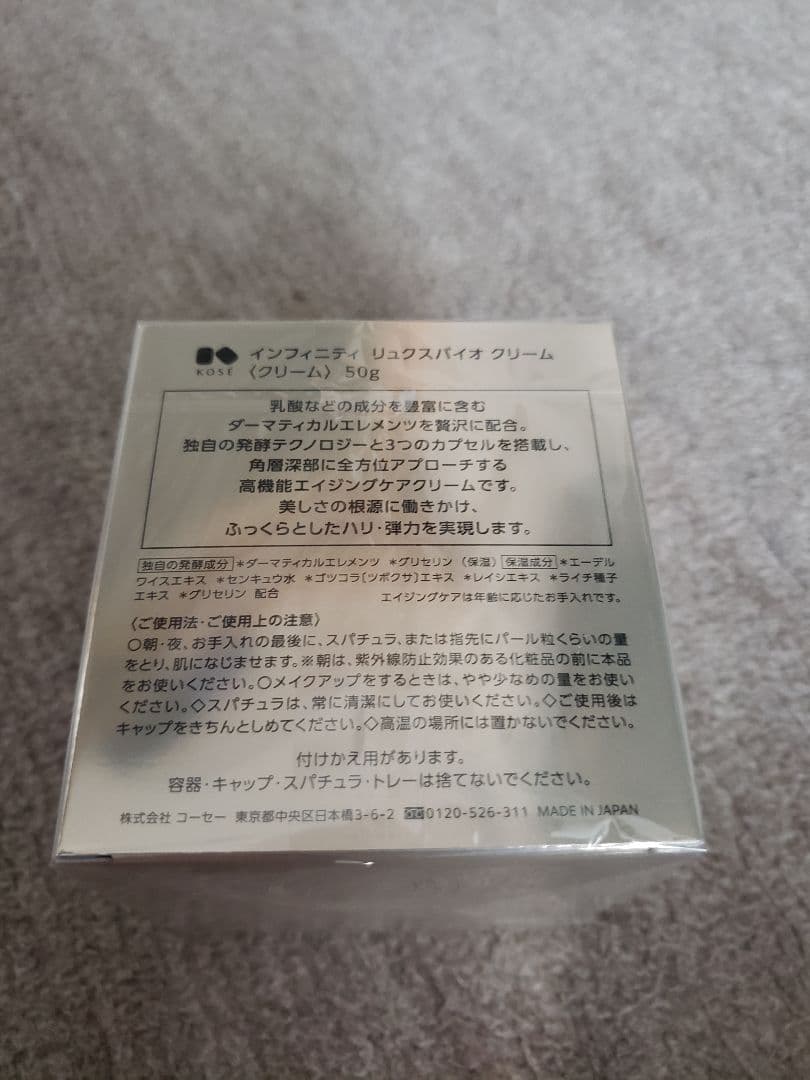 インフィニティ リュクスバイオ クリーム
KOSÉ 〈クリーム〉 50g
乳酸などの成分を豊富に含む
ダーマティカルエレメンツを贅沢に配合。
独自の発酵テクノロジーと3つのカプセルを搭載し、
角層深部に全方位アプローチする
高機能エイジングケアクリームです。
美しさの根源に働きかけ、
ふっくらとしたハリ・弾力を実現します。
独自の発酵成分 *ダーマティカルエレメンツ *グリセリン (保湿) 保湿成分 *エーデル
ワイスエキス *センキュウ水 *ゴツコラ〔ツボクサ〕エキス *レイシエキス *ライチ種子
エキス *グリセリン 配合 エイジングケアは年齢に応じたお手入れです。
〈ご使用法・ご使用上の注意〉
○朝・夜、お手入れの最後に、スパチュラ、または指先にパール粒くらいの量
をとり、肌になじませます。※朝は、紫外線防止効果のある化粧品の前に本品
をお使いください。○メイクアップをするときは、やや少なめの量をお使い
ください。◇スパチュラは、常に清潔にしてお使いください。◇ご使用後は
キャップをきちんとしめてください。◇高温の場所には置かないでください。
付けかえ用があります。
容器・キャップ・スパチュラ・トレーは捨てないでください。
株式会社 コーセー 東京都中央区日本橋3-6-2 0120-526-311 MADE IN JAPAN